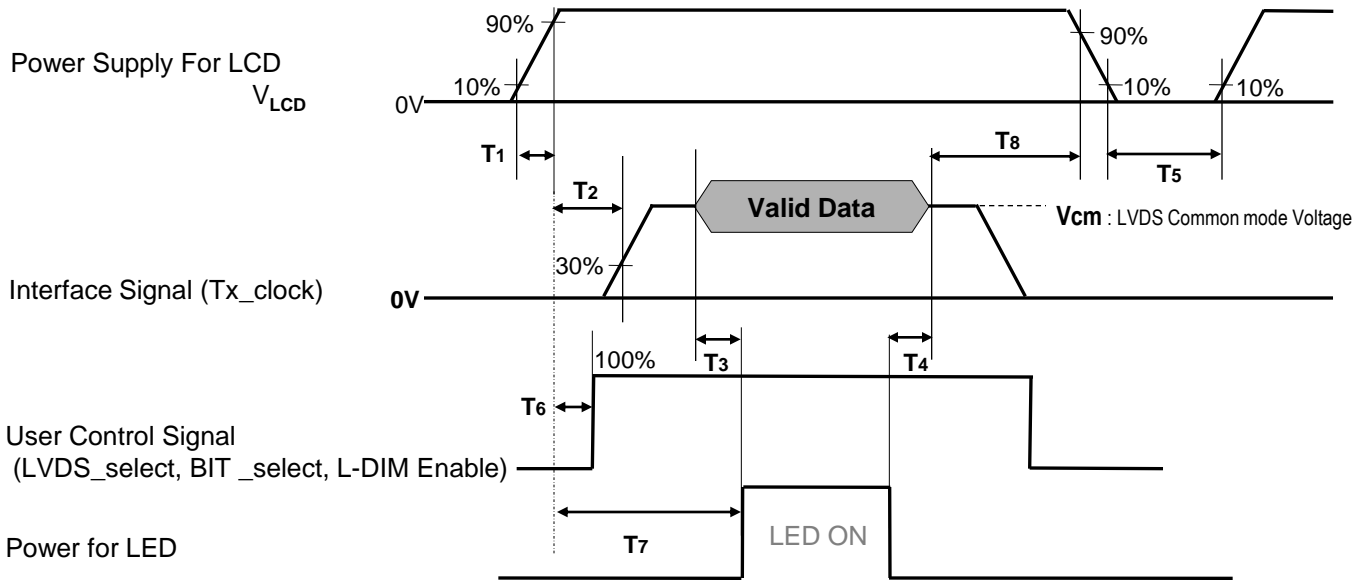 90%
90%
Power Supply For LCD
10%
10%
10%
VLCD
0V
T1
T8
T5
T2
Valid Data
Vcm : LVDS Common mode Voltage
30%
Interface Signal (Tx_clock)
0V
100%
T3
T4
T6
User Control Signal
(LVDS_select, BIT _select, L-DIM Enable)
T7
LED ON
Power for LED